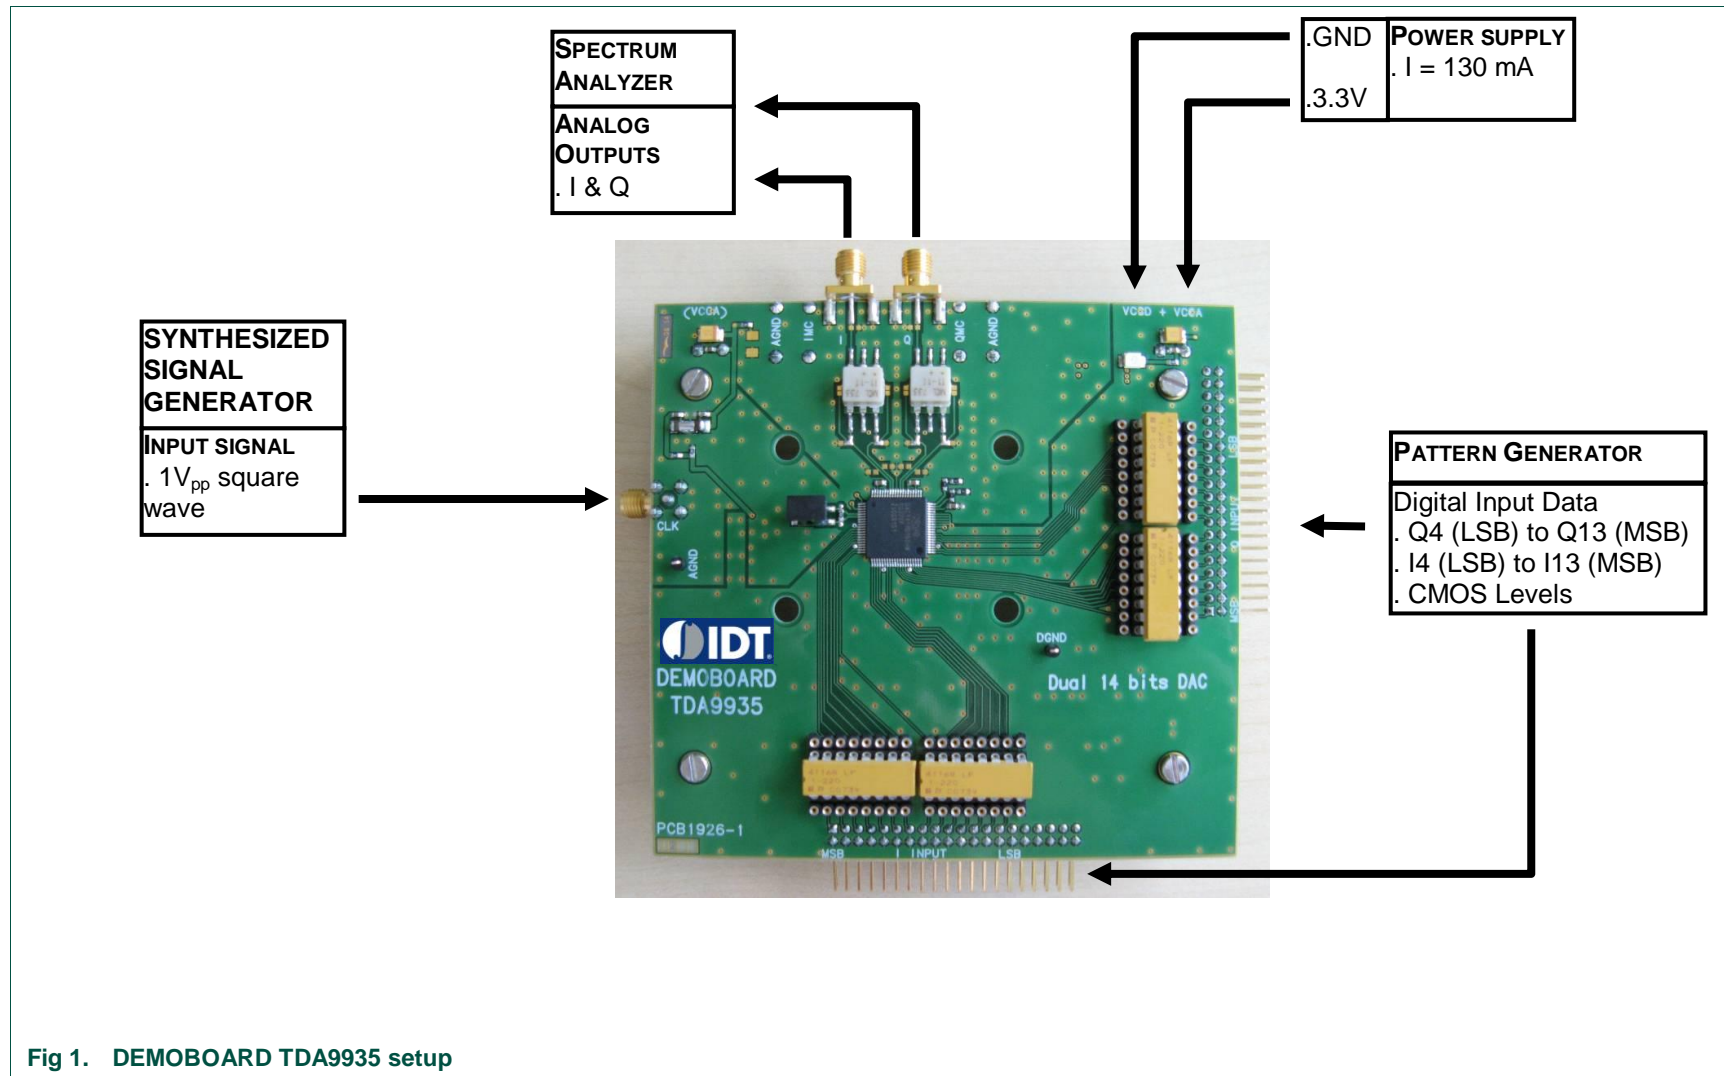 SPECTRUM
ANALYZER
ANALOG
OUTPUTS
. I & Q
.GND
.3.3V
POWER SUPPLY
. I = 130 mA
SYNTHESIZED
SIGNAL
GENERATOR
INPUT SIGNAL
. 1Vpp square
wave
PATTERN GENERATOR
Digital Input Data
. Q4 (LSB) to Q13 (MSB)
. I4 (LSB) to I13 (MSB)
. CMOS Levels
(VCCA)
AGND
IMC
I
Q
QMC
AGND
VCCD + VCCA
LSB
Q INPUT
MSB
CLK
AGND
IDT
DEMOBOARD
TDA9935
DGND
Dual 14 bits DAC
PCB1926-1
MSB I INPUT LSB
Fig 1. DEMOBOARD TDA9935 setup